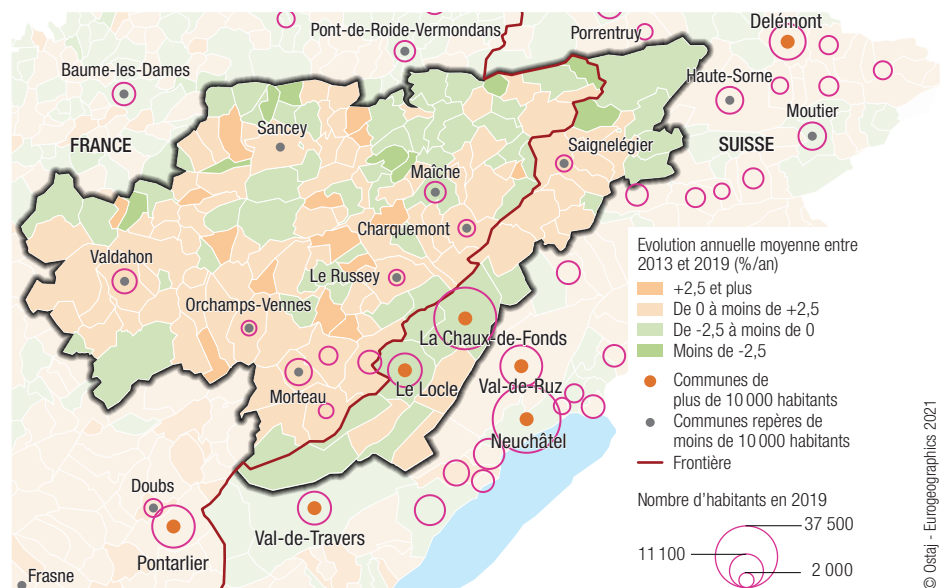 Delémont
Pont-de-Roide-Vermondans
Porrentruy
Baume-les-Dames
Haute-Sorne
Moutier
Sancey
FRANCE
Saignelégier
SUISSE
Maîche
Charquemont
Valdahon
Le Russey
Orchamps-Vennes
La Chaux-de-Fonds
Le Locle
Val-de-Ruz
Morteau
Neuchâtel
Doubs
Val-de-Travers
Pontarlier
Frasne
Evolution annuelle moyenne entre
2013 et 2019 (%/an)
+2,5 et plus
De 0 à moins de +2,5
De -2,5 à moins de 0
Moins de -2,5
Communes de
plus de 10 000 habitants
Communes repères de
moins de 10 000 habitants
Frontière
Nombre d'habitants en 2019
37 500
11 100
2 000
© Ostaj - Eurogeographics 2021